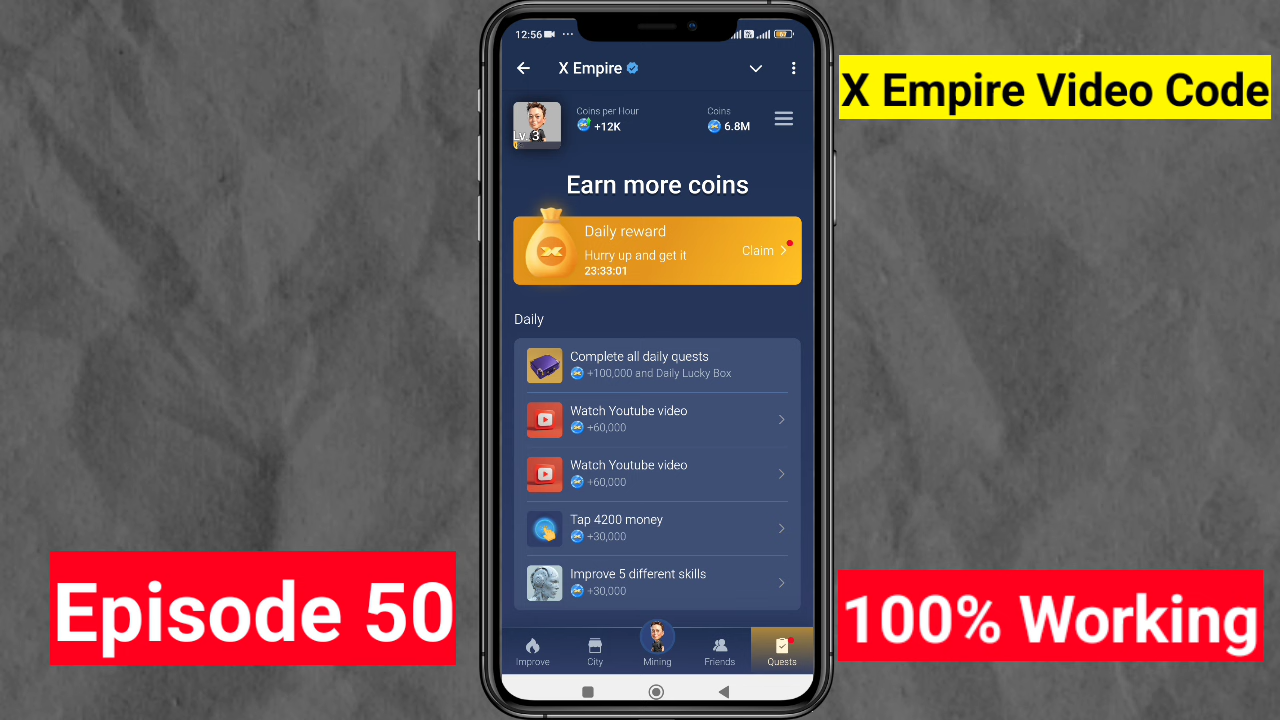 12:56
X Empire
Coins per Hour
+12K
Coins
6.8M
Lv. 3
Earn more coins
Daily reward
Hurry up and get it
23:33:01
Claim
Daily
Complete all daily quests
+100,000 and Daily Lucky Box
Watch Youtube video
+60,000
Watch Youtube video
+60,000
Tap 4200 money
+30,000
Improve 5 different skills
+30,000
Improve
City
Mining
Friends
Quests
X Empire Video Code
Episode 50
100% Working